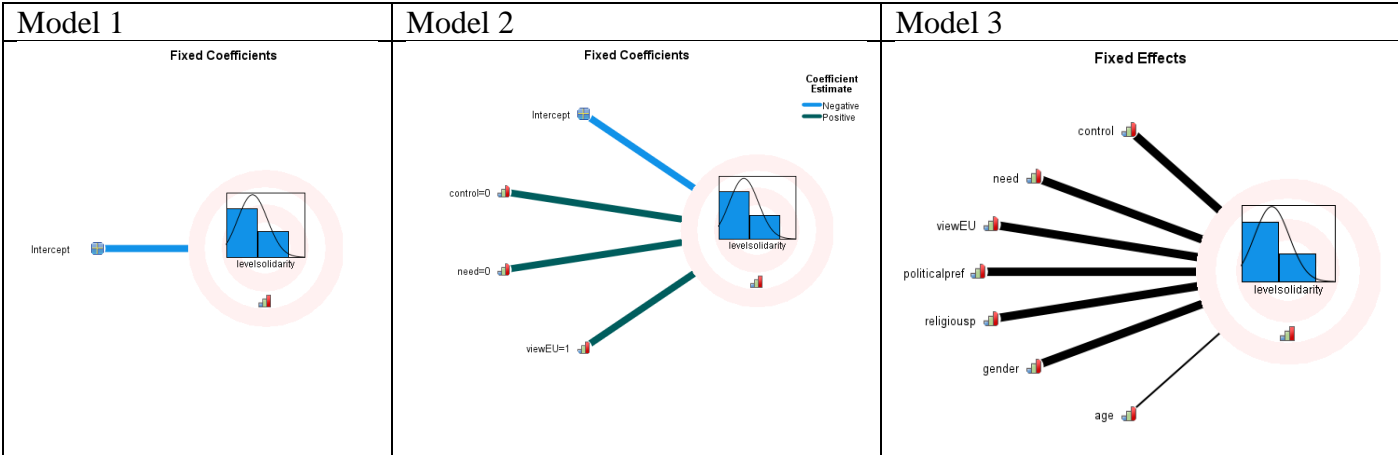 Model 1
Model 2
Model 3
Fixed Coefficients
Intercept
levelsolidarity
Fixed Coefficients
Coefficient
Estimate
Negative
Positive
Intercept
control=0
need=0
viewEU=1
levelsolidarity
Fixed Effects
control
need
viewEU
politicalpref
religiousp
gender
age
levelsolidarity